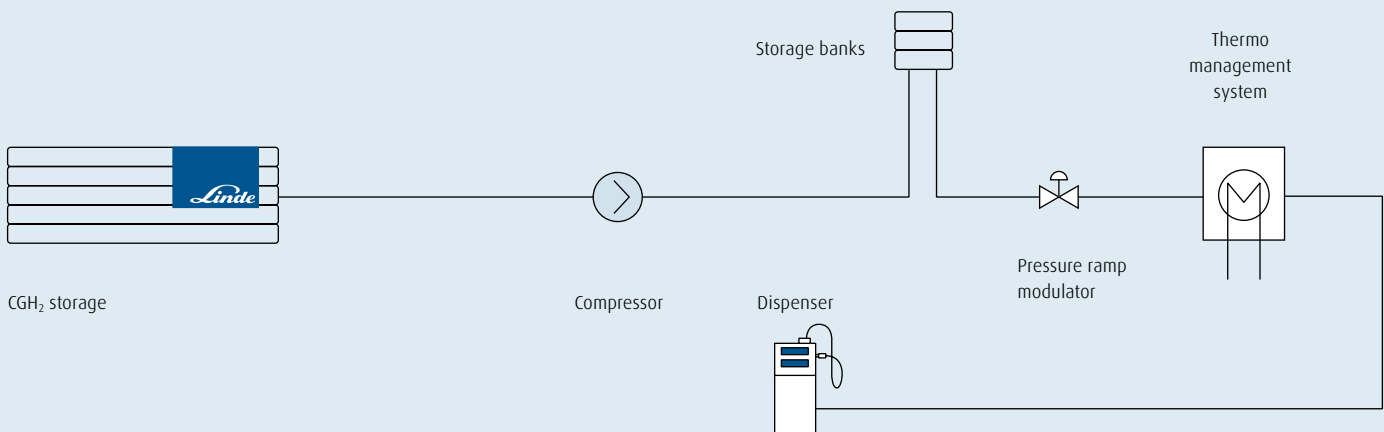 Storage banks
Thermo
management
system
Linde
Pressure ramp
modulator
CGH₂ storage
Compressor
Dispenser